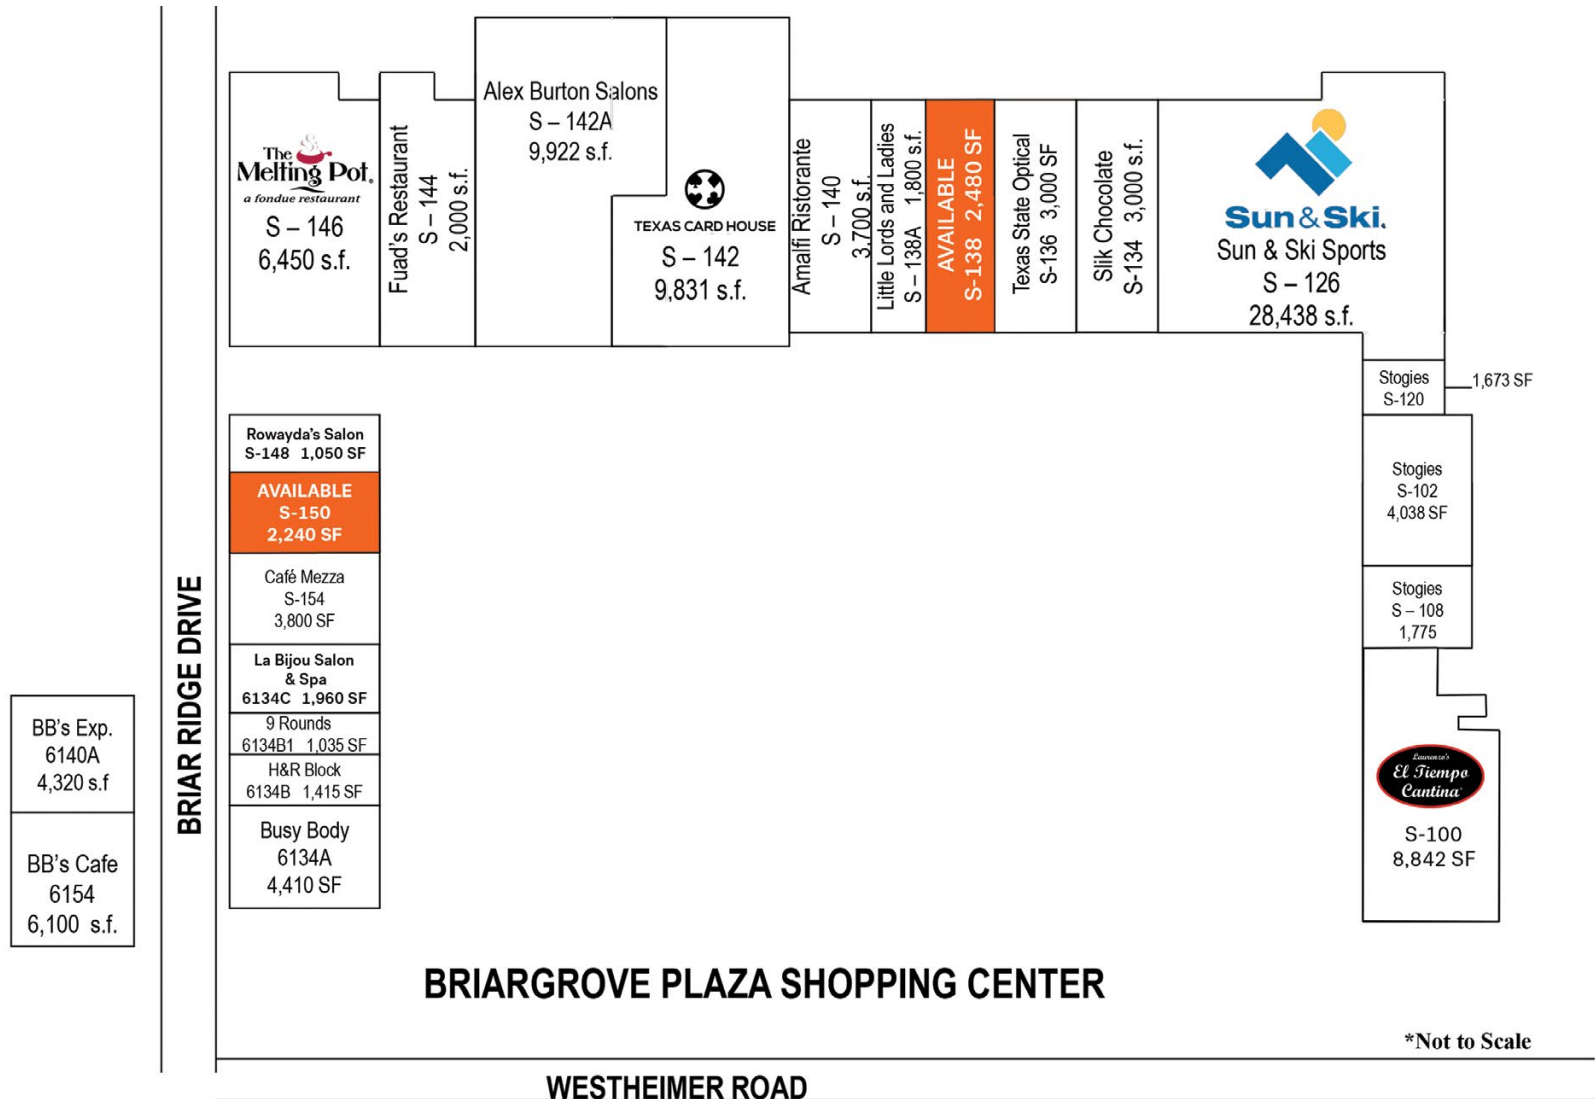 The
Melting Pot®
a fondue restaurant
S – 146
6,450 s.f.
Fuad's Restaurant
S – 144
2,000 s.f.
Alex Burton Salons
S – 142A
9,922 s.f.
TEXAS CARD HOUSE
S – 142
9,831 s.f.
Amalfi Ristorante
S – 140
3,700 s.f.
Little Lords and Ladies
S – 138A 1,800 s.f.
AVAILABLE
S-138 2,480 SF
Texas State Optical
S-136 3,000 SF
Slik Chocolate
S-134 3,000 s.f.
Sun & Ski®
Sun & Ski Sports
S – 126
28,438 s.f.
Stogies
S-120
1,673 SF
Stogies
S-102
4,038 SF
Stogies
S – 108
1,775
Laurenzo's
El Tiempo
Cantina
S-100
8,842 SF
Rowayda's Salon
S-148 1,050 SF
AVAILABLE
S-150
2,240 SF
Café Mezza
S-154
3,800 SF
La Bijou Salon
& Spa
6134C 1,960 SF
9 Rounds
6134B1 1,035 SF
H&R Block
6134B 1,415 SF
Busy Body
6134A
4,410 SF
BRIAR RIDGE DRIVE
BB's Exp.
6140A
4,320 s.f
BB's Cafe
6154
6,100 s.f.
BRIARGROVE PLAZA SHOPPING CENTER
*Not to Scale
WESTHEIMER ROAD